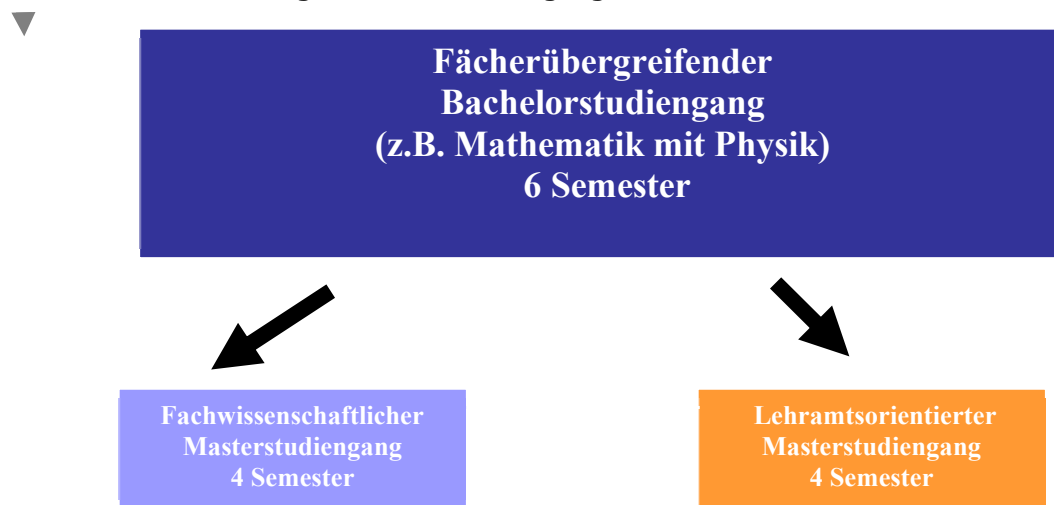 Fächerübergreifender
Bachelorstudiengang
(z.B. Mathematik mit Physik)
6 Semester
Fachwissenschaftlicher
Masterstudiengang
4 Semester
Lehramtsorientierter
Masterstudiengang
4 Semester